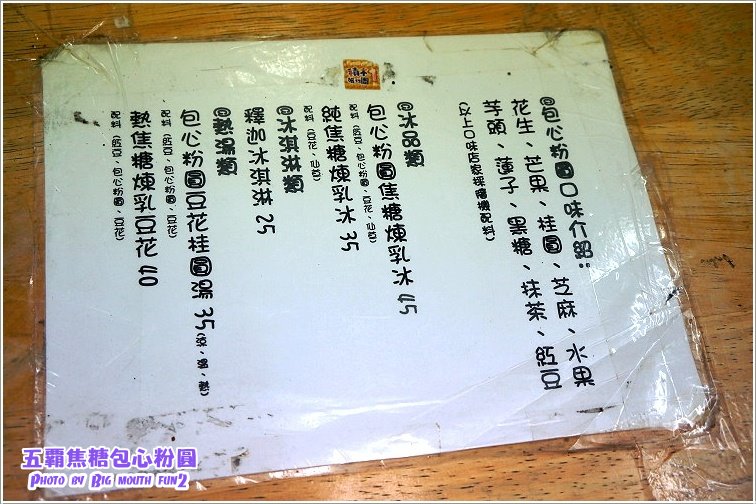 包心粉圓口味介紹:
花生、芒果、桂圓、芝麻、水果
芋頭、蓮子、黑糖、抹茶、紅豆
(以上口味店家採隨機配料)
冰品類
包心粉圓焦糖煉乳冰 45
配料 (紅豆、包心粉圓、豆花、仙草)
純焦糖煉乳冰 35
配料 (豆花、仙草)
冰淇淋類
釋迦冰淇淋 25
熱湯類
包心粉圓豆花桂圓湯 35 (涼、溫、熱)
配料 (紅豆、包心粉圓、豆花)
熱焦糖煉乳豆花 40
配料 (紅豆、包心粉圓、豆花)
五霸焦糖包心粉圓
Photo by Big mouth fun2